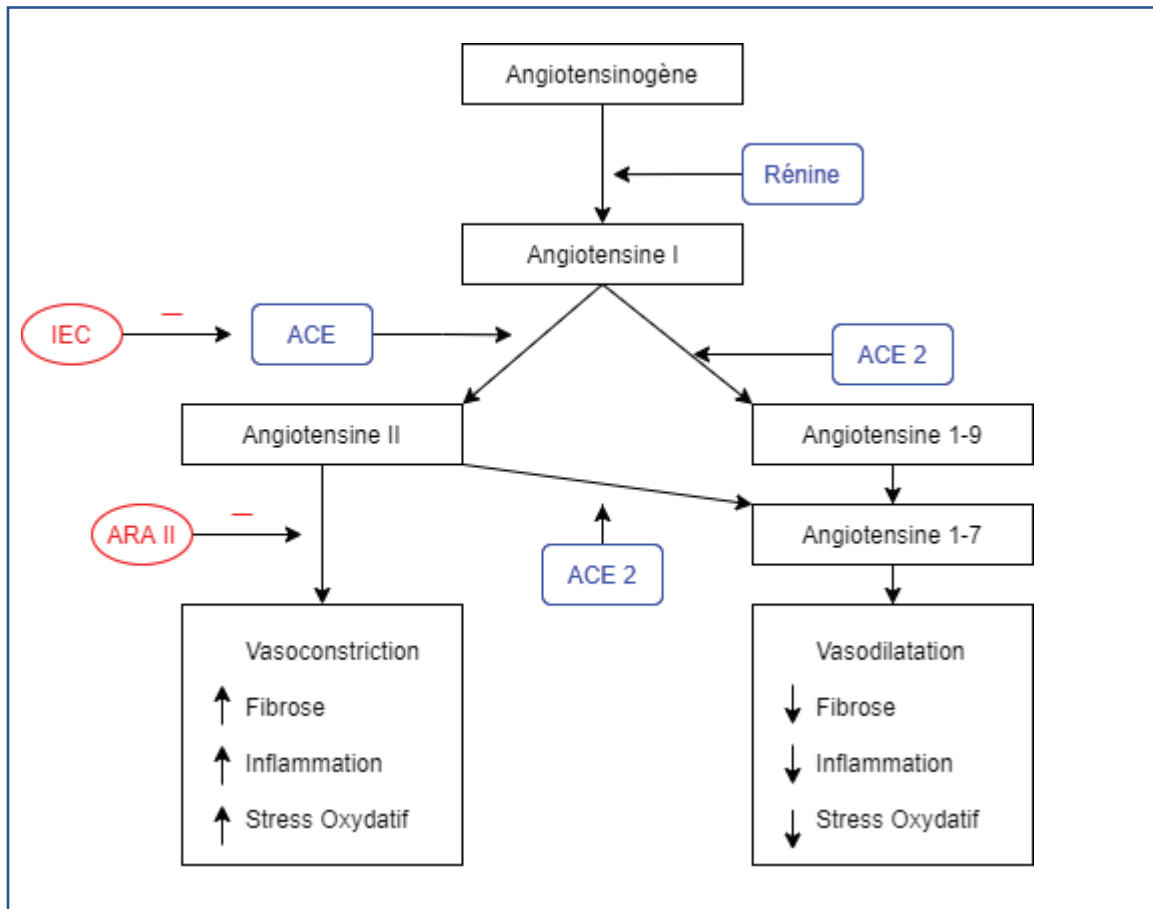 Angiotensinogène
Rénine
Angiotensine I
IEC
—
ACE
ACE 2
Angiotensine II
Angiotensine 1-9
ARA II
—
ACE 2
Angiotensine 1-7
Vasoconstriction
↑ Fibrose
↑ Inflammation
↑ Stress Oxydatif
Vasodilatation
↓ Fibrose
↓ Inflammation
↓ Stress Oxydatif